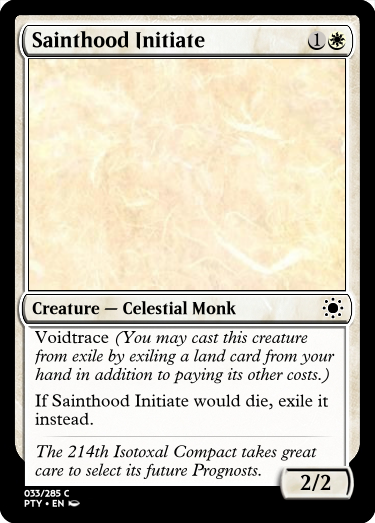 Sainthood Initiate 1
Creature — Celestial Monk
Voidtrace (You may cast this creature
from exile by exiling a land card from your
hand in addition to paying its other costs.)
If Sainthood Initiate would die, exile it
instead.
The 214th Isotoxal Compact takes great
care to select its future Prognosts.
2/2
033/285 C
PTY • EN